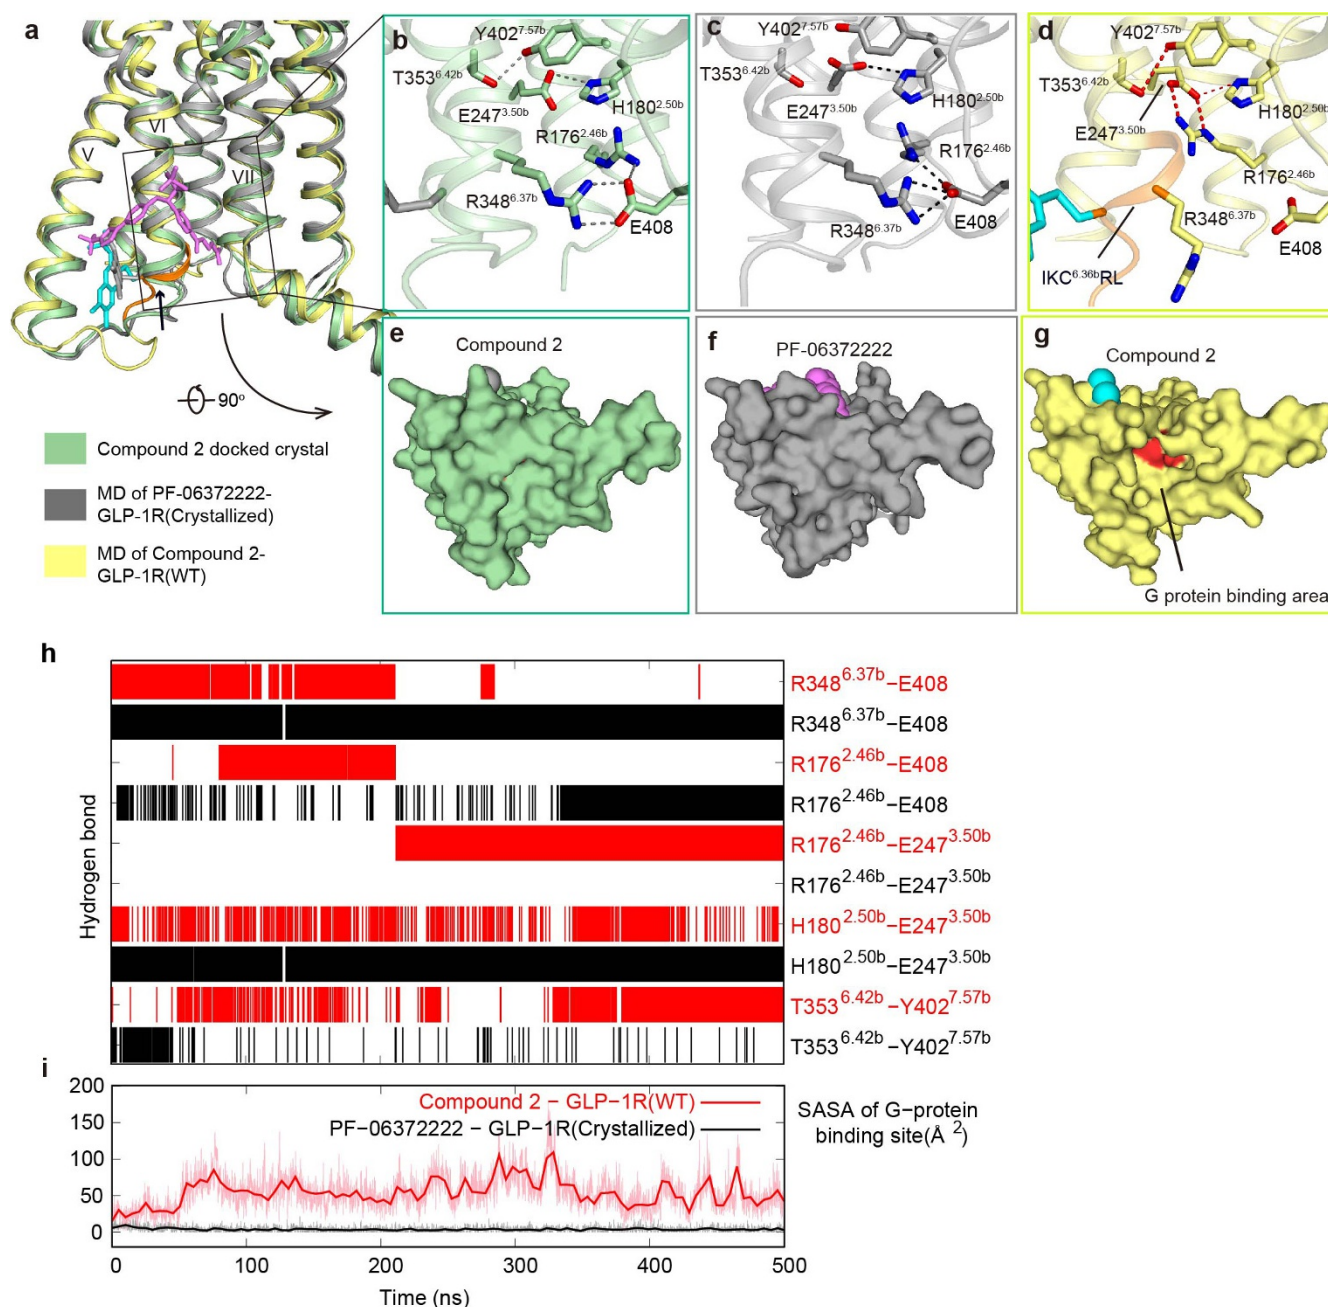 a
V
VI
VII
90°
Compound 2 docked crystal
MD of PF-06372222-
GLP-1R(Crystallized)
MD of Compound 2-
GLP-1R(WT)
b
Y402^7.57b
T353^6.42b
E247^3.50b
H180^2.50b
R176^2.46b
R348^6.37b
E408
c
Y402^7.57b
T353^6.42b
E247^3.50b
H180^2.50b
R176^2.46b
R348^6.37b
E408
d
Y402^7.57b
T353^6.42b
H180^2.50b
E247^3.50b
R176^2.46b
R348^6.37b
E408
IKC^6.36bRL
e
Compound 2
f
PF-06372222
g
Compound 2
G protein binding area
h
Hydrogen bond
R348^6.37b−E408
R348^6.37b−E408
R176^2.46b−E408
R176^2.46b−E408
R176^2.46b−E247^3.50b
R176^2.46b−E247^3.50b
H180^2.50b−E247^3.50b
H180^2.50b−E247^3.50b
T353^6.42b−Y402^7.57b
T353^6.42b−Y402^7.57b
i
200
150
100
50
0
Compound 2 − GLP−1R(WT)
PF−06372222 − GLP−1R(Crystallized)
SASA of G−protein
binding site(Å ^2)
0 100 200 300 400 500
Time (ns)